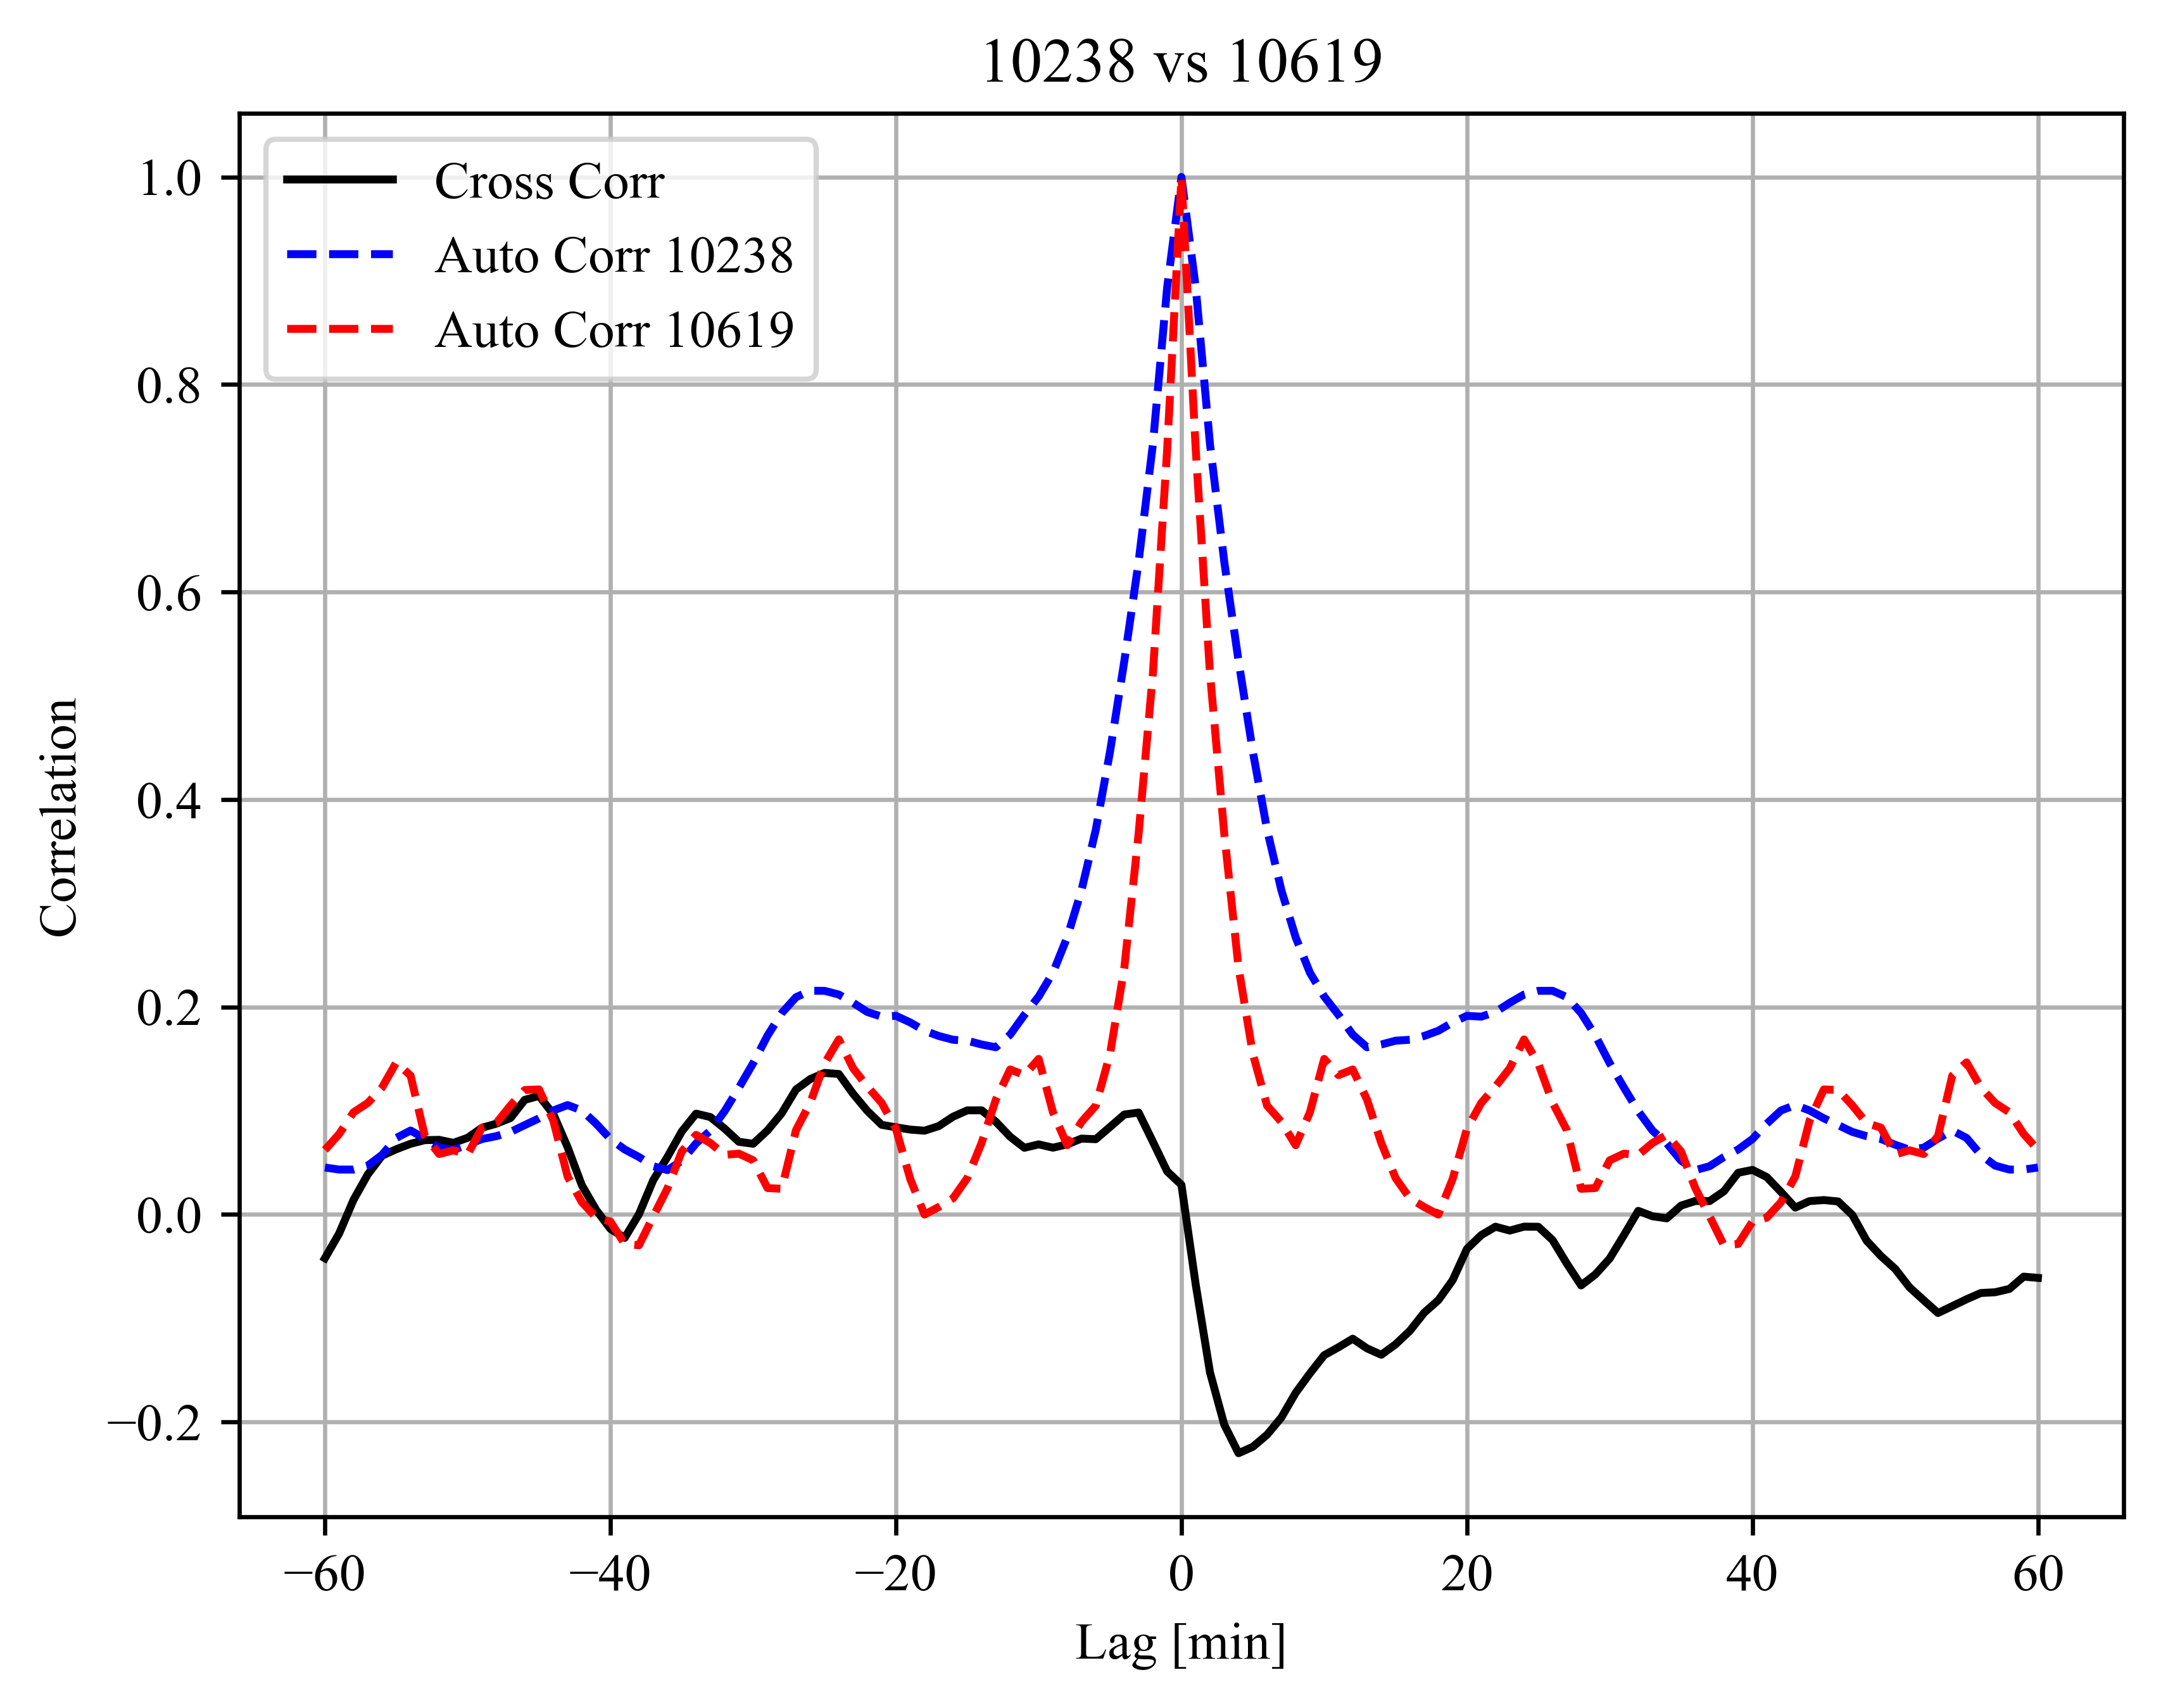 10238 vs 10619
Cross Corr
Auto Corr 10238
Auto Corr 10619
1.0
0.8
0.6
0.4
0.2
0.0
−0.2
Correlation
−60 −40 −20 0 20 40 60
Lag [min]